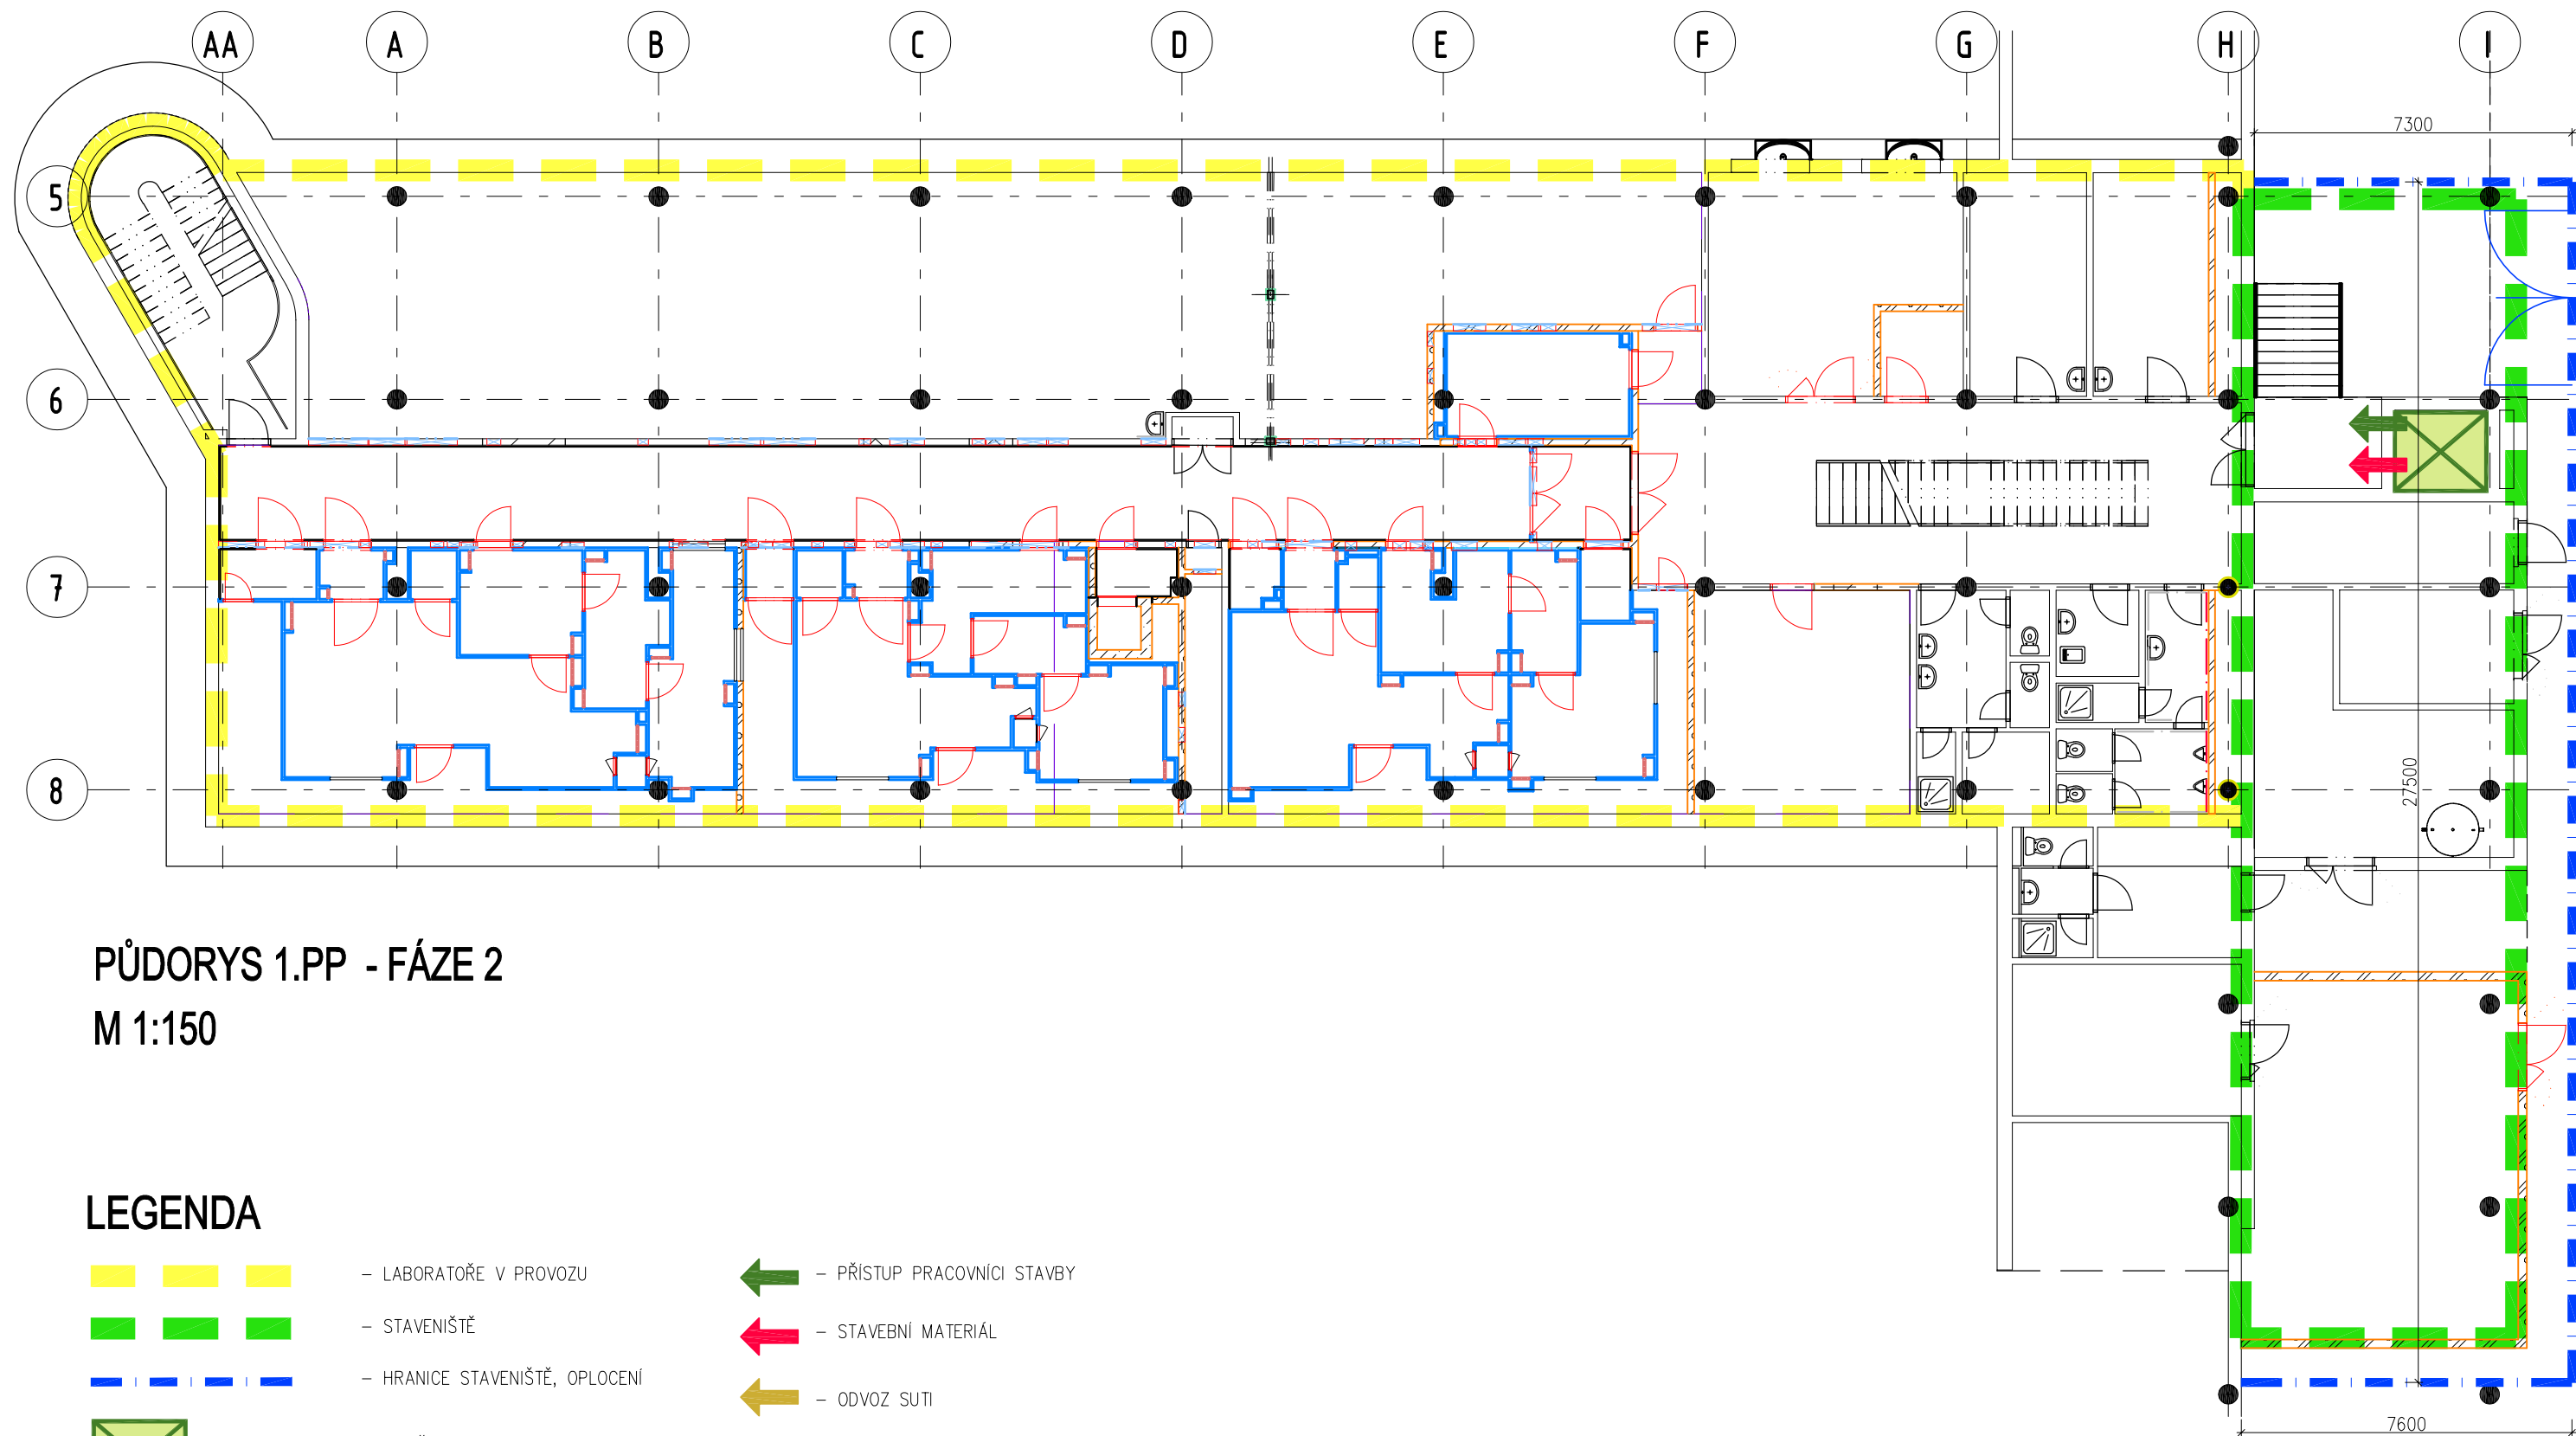 AA A B C D E F G H I
7300
5
6
7
8
27500
PŮDORYS 1.PP - FÁZE 2
M 1:150
LEGENDA
– LABORATOŘE V PROVOZU
– STAVENIŠTĚ
– HRANICE STAVENIŠTĚ, OPLOCENÍ
– PŘÍSTUP PRACOVNÍCI STAVBY
– STAVEBNÍ MATERIÁL
– ODVOZ SUTI
7600